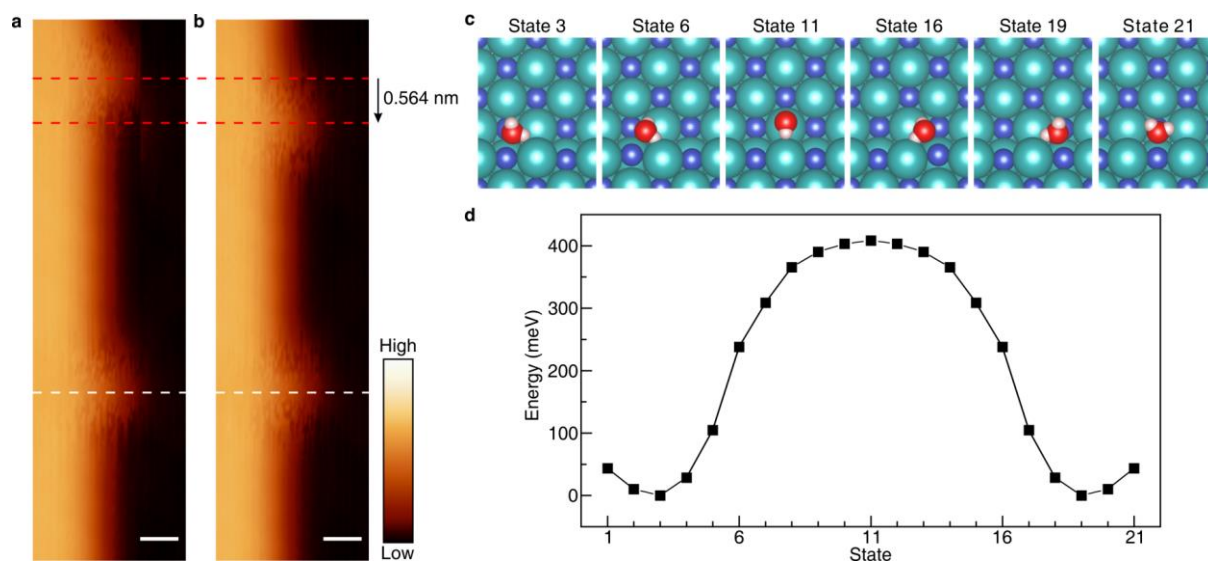 a
b
0.564 nm
High
Low
c
State 3
State 6
State 11
State 16
State 19
State 21
d
Energy (meV)
400
300
200
100
0
1
6
11
16
21
State